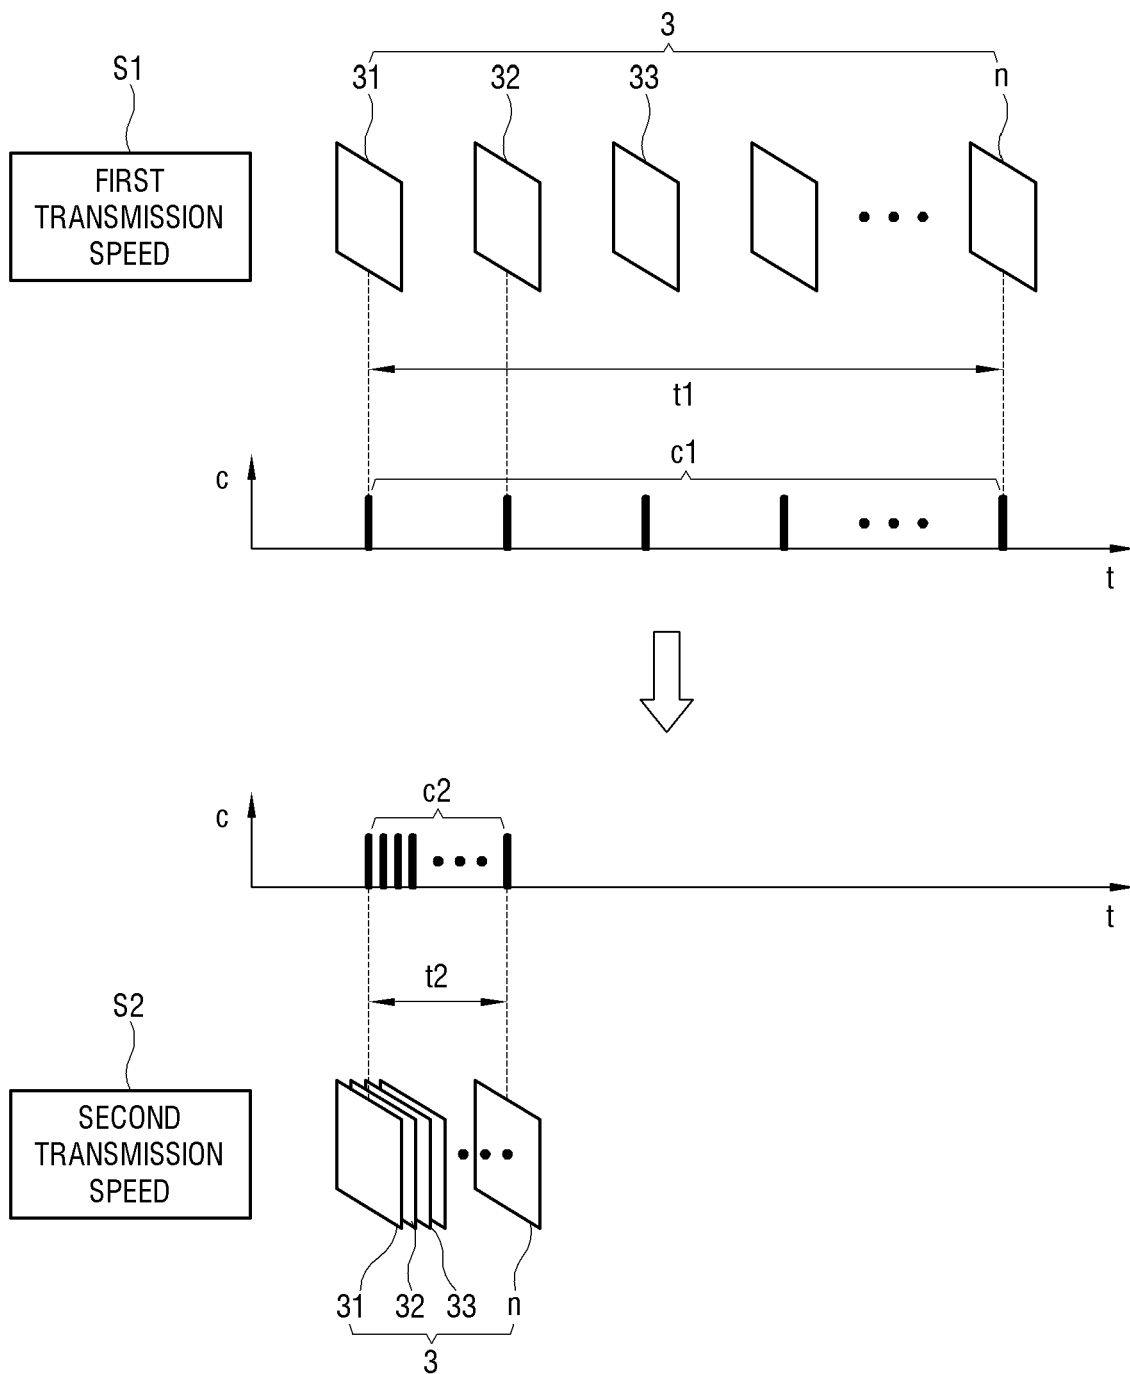 3
S1
31
32
33
n
FIRST
TRANSMISSION
SPEED
t1
c
c1
t
c2
c
t
t2
S2
SECOND
TRANSMISSION
SPEED
31
32
33
n
3